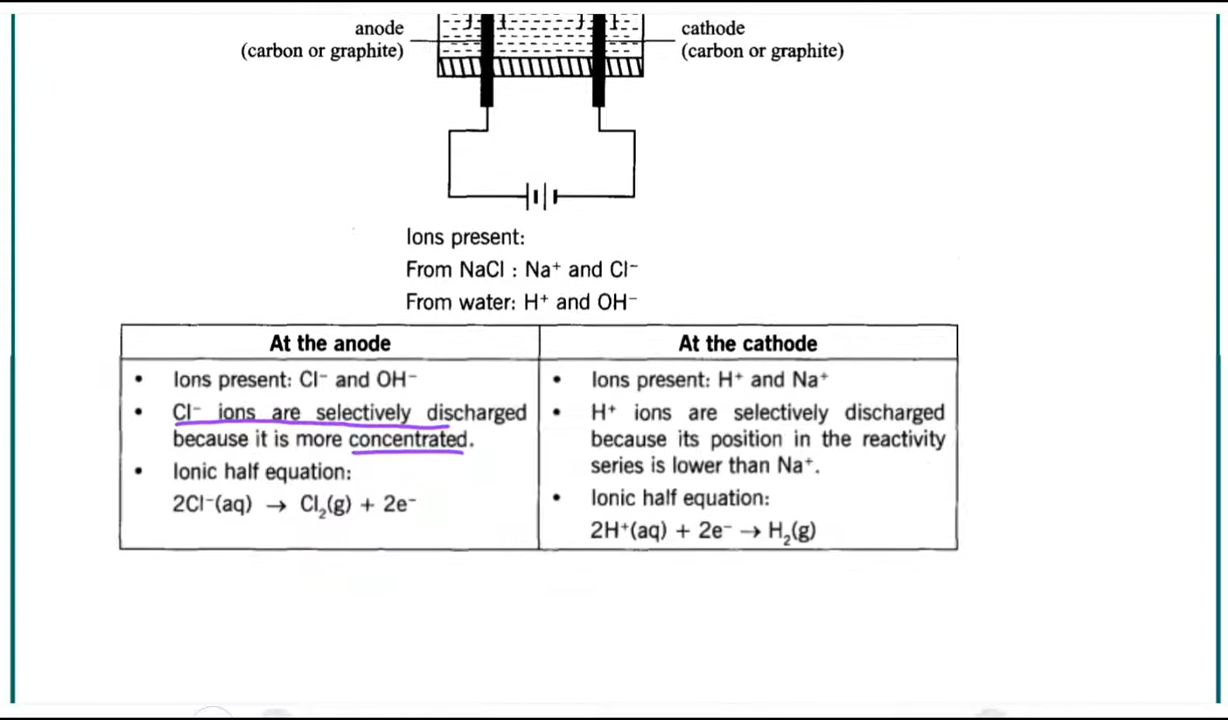 anode
(carbon or graphite)
cathode
(carbon or graphite)
Ions present:
From NaCl : Na⁺ and Cl⁻
From water: H⁺ and OH⁻
At the anode
• Ions present: Cl⁻ and OH⁻
• Cl⁻ ions are selectively discharged
because it is more concentrated.
• Ionic half equation:
2Cl⁻(aq) → Cl₂(g) + 2e⁻
At the cathode
• Ions present: H⁺ and Na⁺
• H⁺ ions are selectively discharged
because its position in the reactivity
series is lower than Na⁺.
• Ionic half equation:
2H⁺(aq) + 2e⁻ → H₂(g)